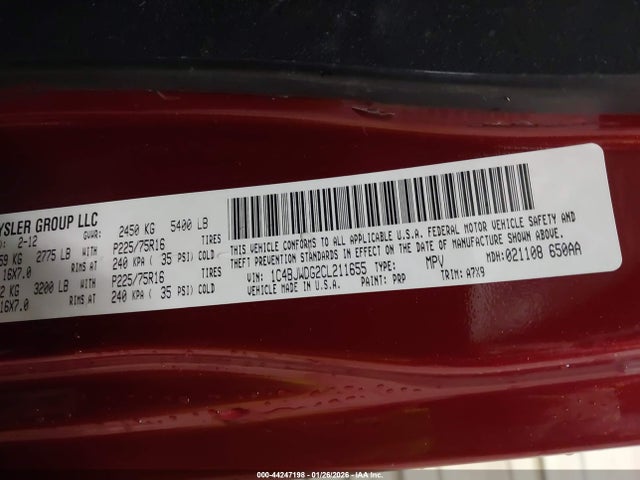 YSLER GROUP LLC
: 2-12 GVWR: 2450 KG 5400 LB
59 KG 2775 LB WITH P225/75R16 TIRES
16X7.0 RIMS AT 240 KPA ( 35 PSI) COLD
2 KG 3200 LB WITH P225/75R16 TIRES
16X7.0 RIMS AT 240 KPA ( 35 PSI) COLD
THIS VEHICLE CONFORMS TO ALL APPLICABLE U.S.A. FEDERAL MOTOR VEHICLE SAFETY AND
THEFT PREVENTION STANDARDS IN EFFECT ON THE DATE OF MANUFACTURE SHOWN ABOVE.
VIN: 1C4BJWDG2CL211655 TYPE: MPV MDH: 021108 650AA
VEHICLE MADE IN U.S.A. PAINT: PRP TRIM: A7X9
000-44247198 - 01/26/2026 - IAAI.COM